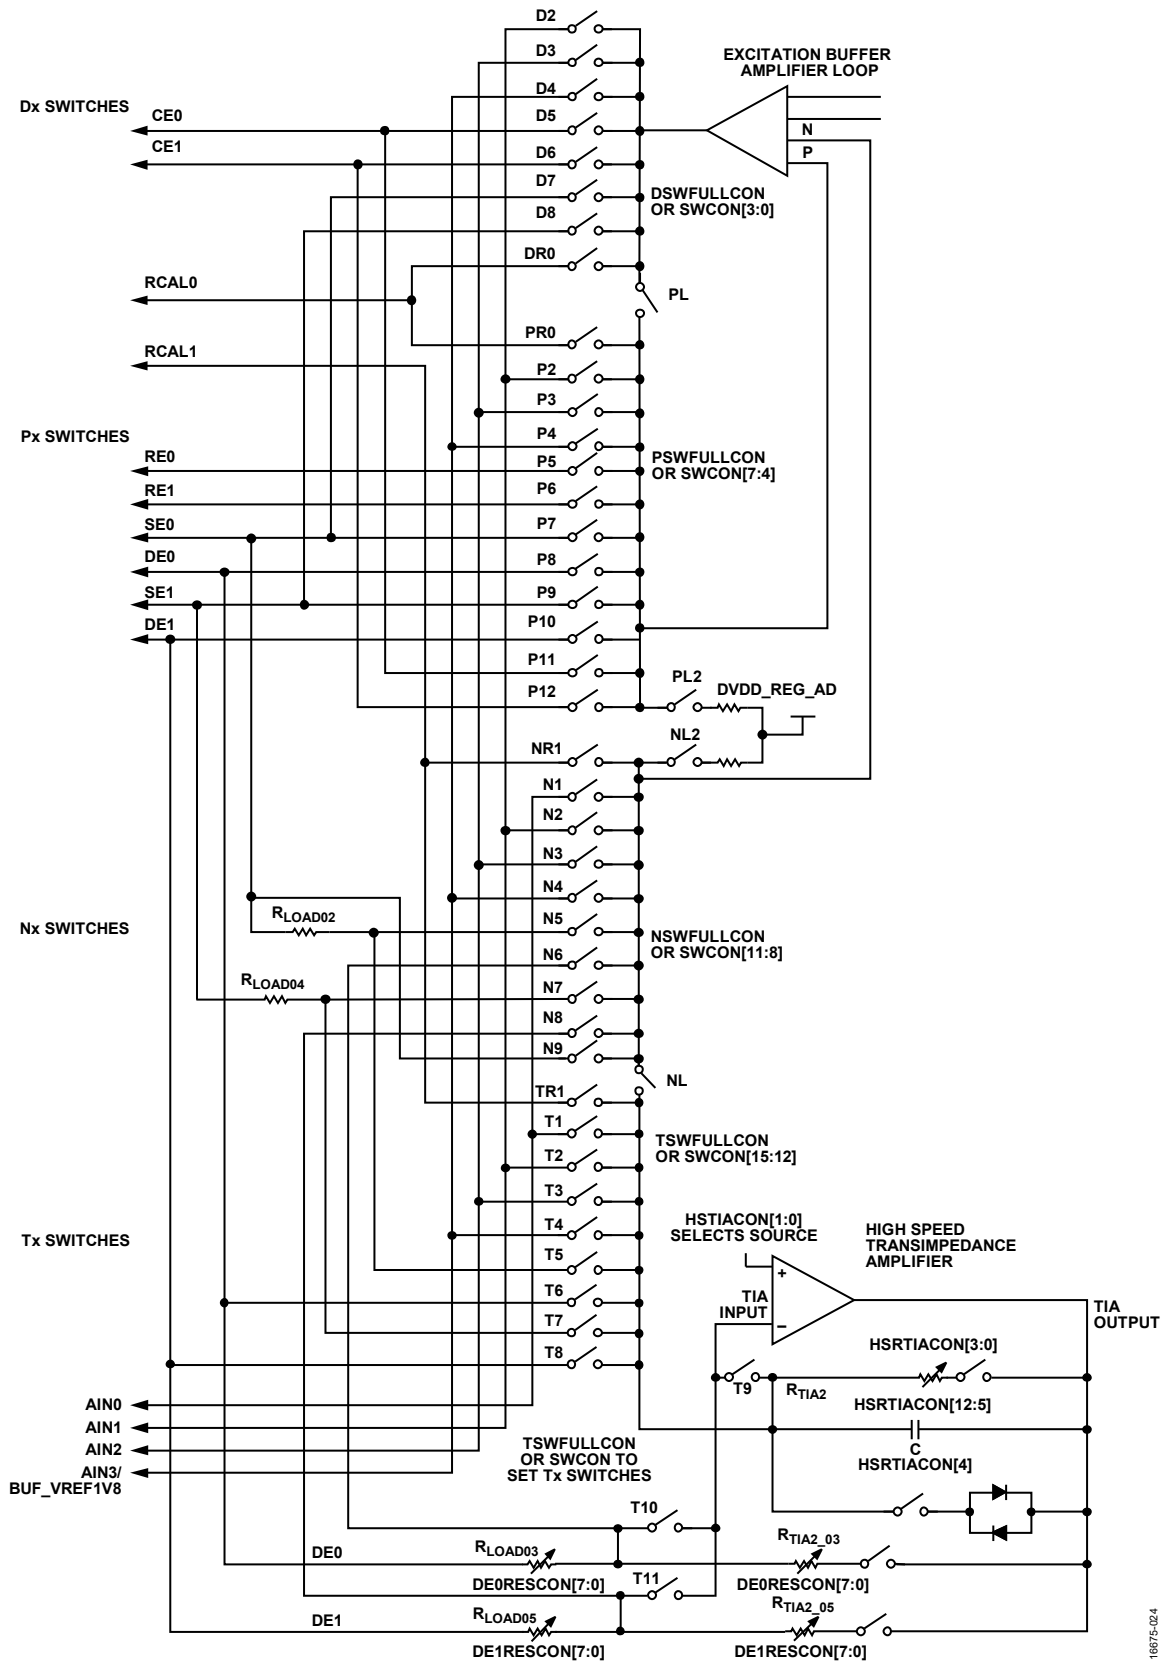 D2
D3
D4
D5
D6
D7
D8
DR0
EXCITATION BUFFER
AMPLIFIER LOOP
N
P
Dx SWITCHES
CE0
CE1
DSWFULLCON
OR SWCON[3:0]
PL
RCAL0
RCAL1
PR0
P2
P3
P4
P5
P6
P7
P8
P9
P10
P11
P12
Px SWITCHES
RE0
RE1
SE0
DE0
SE1
DE1
PSWFULLCON
OR SWCON[7:4]
PL2
DVDD_REG_AD
NL2
NR1
N1
N2
N3
N4
N5
N6
N7
N8
N9
Nx SWITCHES
RLOAD02
RLOAD04
NSWFULLCON
OR SWCON[11:8]
NL
TR1
T1
T2
T3
T4
T5
T6
T7
T8
TSWFULLCON
OR SWCON[15:12]
Tx SWITCHES
HSTIACON[1:0]
SELECTS SOURCE
HIGH SPEED
TRANSIMPEDANCE
AMPLIFIER
+
–
TIA
INPUT
TIA
OUTPUT
T9
RTIA2
HSRTIACON[3:0]
HSRTIACON[12:5]
C
HSRTIACON[4]
AIN0
AIN1
AIN2
AIN3/
BUF_VREF1V8
TSWFULLCON
OR SWCON TO
SET Tx SWITCHES
T10
DE0
RLOAD03
DE0RESCON[7:0]
RTIA2_03
DE0RESCON[7:0]
T11
DE1
RLOAD05
DE1RESCON[7:0]
RTIA2_05
DE1RESCON[7:0]
16675-024